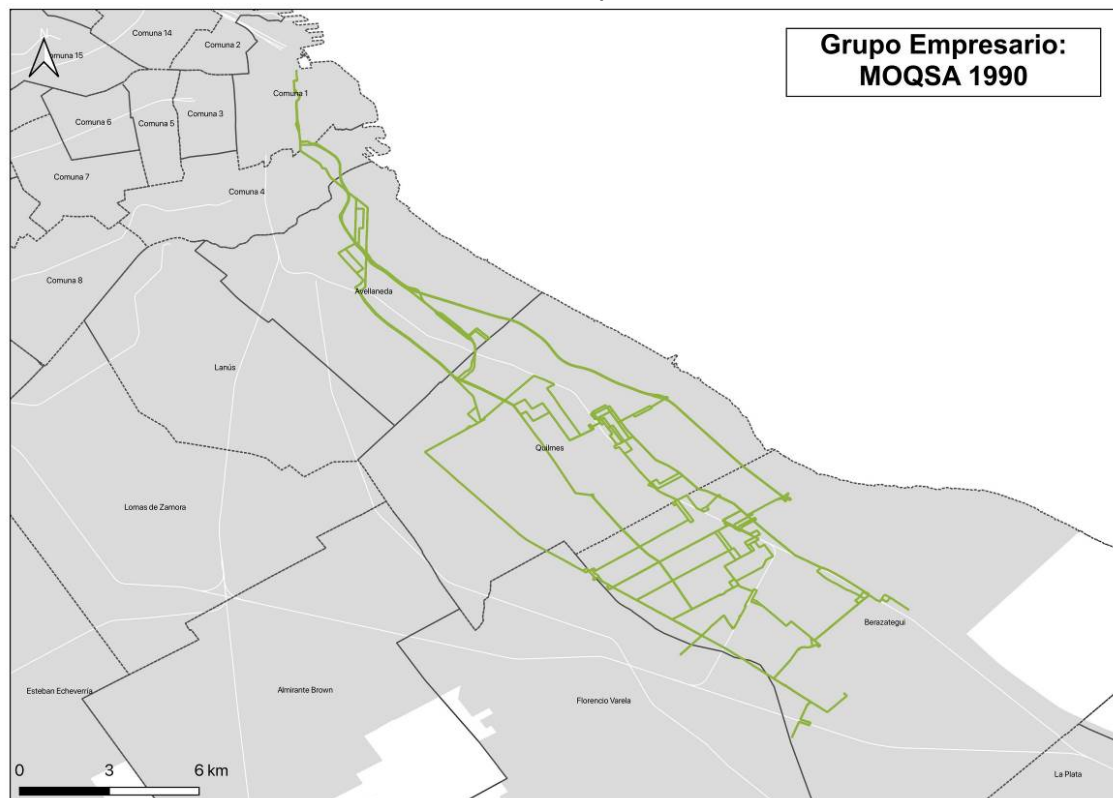 Grupo Empresario:
MOQSA 1990
N
Comuna 14
Comuna 2
Comuna 15
Comuna 1
Comuna 3
Comuna 6
Comuna 5
Comuna 7
Comuna 4
Comuna 8
Avellaneda
Lanús
Quilmes
Lomas de Zamora
Berazategui
Esteban Echeverría
Almirante Brown
Florencio Varela
La Plata
0 3 6 km